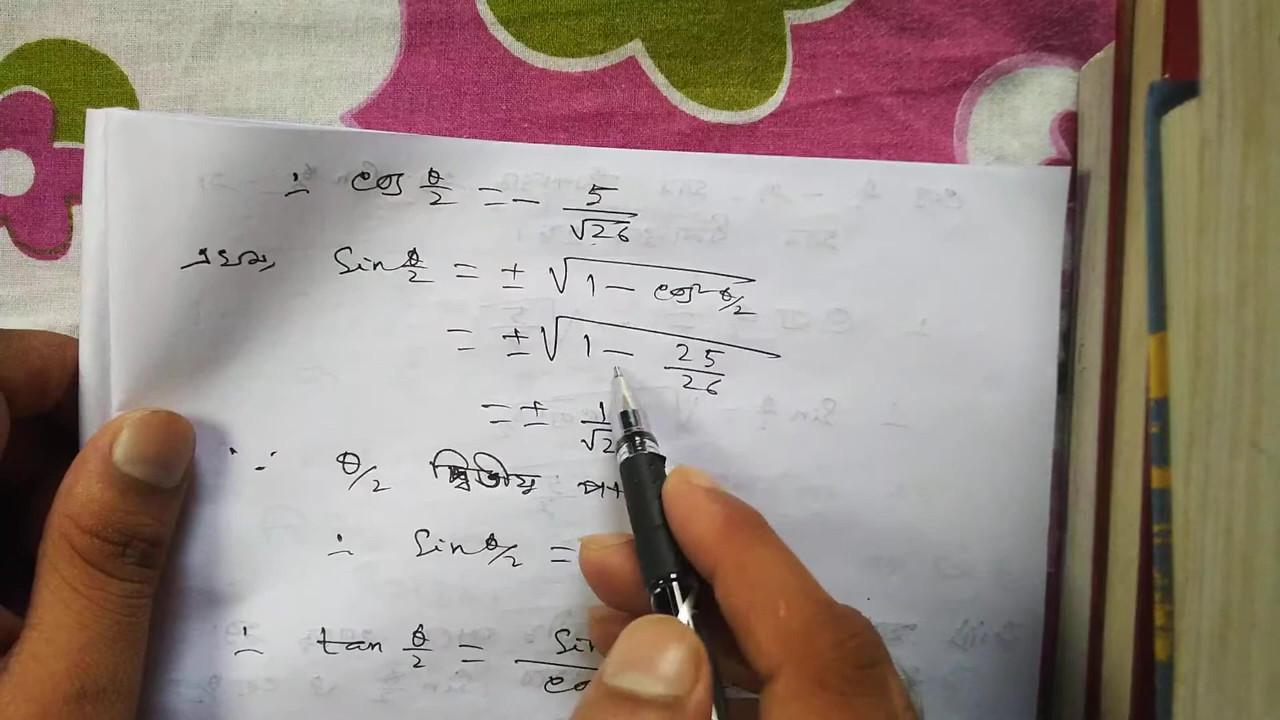 ∴ cos θ/2 = - 5/√26
এখন, Sin θ/2 = ± √(1 - cos² θ/2)
= ± √(1 - 25/26)
= ± 1/√2
∵ θ/2 দ্বিতীয়
∴ Sin θ/2 =
∴ tan θ/2 =